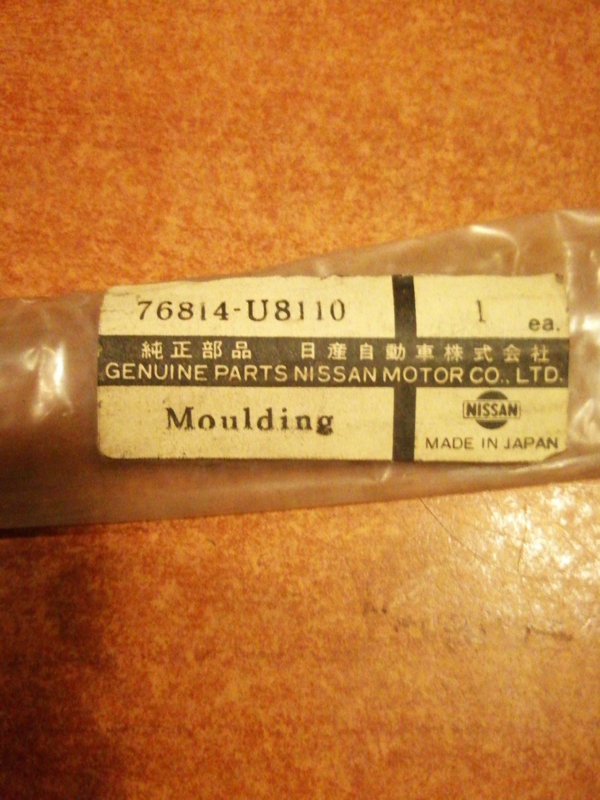 76814-U8110 1 ea.
純正部品 日産自動車株式会社
GENUINE PARTS NISSAN MOTOR CO., LTD.
Moulding
NISSAN
MADE IN JAPAN